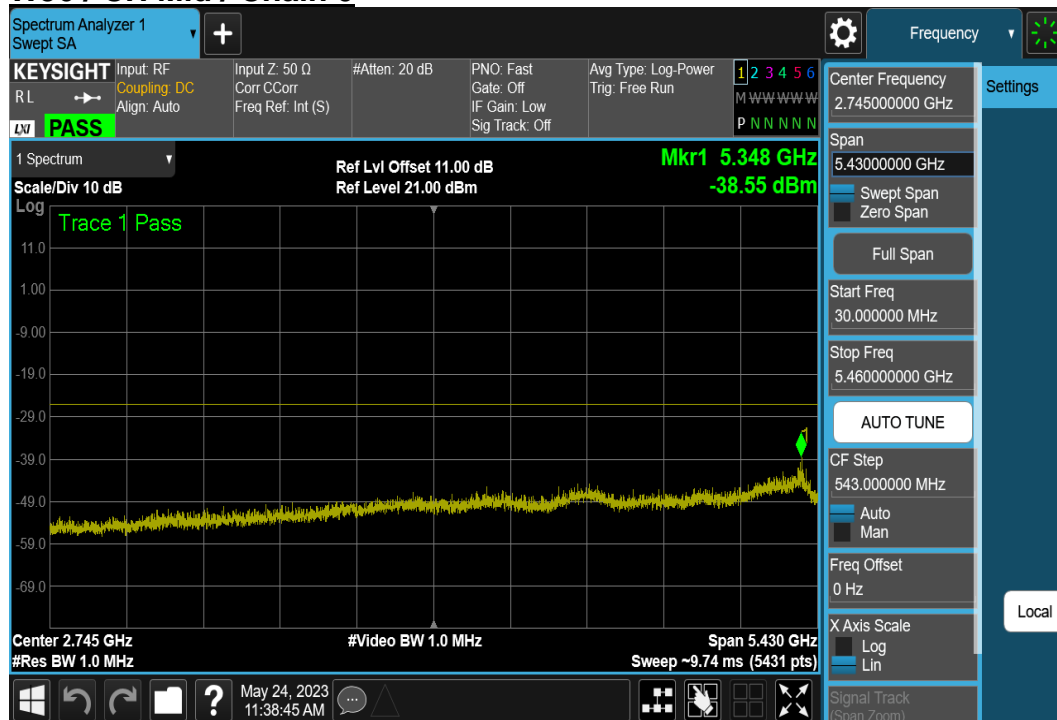 Spectrum Analyzer 1
Swept SA
Frequency
KEYSIGHT
RL
LXI
PASS
Input: RF
Coupling: DC
Align: Auto
Input Z: 50 Ω
Corr CCorr
Freq Ref: Int (S)
#Atten: 20 dB
PNO: Fast
Gate: Off
IF Gain: Low
Sig Track: Off
Avg Type: Log-Power
Trig: Free Run
1 2 3 4 5 6
M W W W W W
P N N N N N
1 Spectrum
Scale/Div 10 dB
Ref Lvl Offset 11.00 dB
Ref Level 21.00 dBm
Mkr1 5.348 GHz
-38.55 dBm
Log
Trace 1 Pass
1
11.0
1.00
-9.00
-19.0
-29.0
-39.0
-49.0
-59.0
-69.0
Center 2.745 GHz
#Res BW 1.0 MHz
#Video BW 1.0 MHz
Span 5.430 GHz
Sweep ~9.74 ms (5431 pts)
?
May 24, 2023
11:38:45 AM
Center Frequency
2.745000000 GHz
Span
5.43000000 GHz
Swept Span
Zero Span
Full Span
Start Freq
30.000000 MHz
Stop Freq
5.460000000 GHz
AUTO TUNE
CF Step
543.000000 MHz
Auto
Man
Freq Offset
0 Hz
X Axis Scale
Log
Lin
Signal Track
(Span Zoom)
Settings
Local